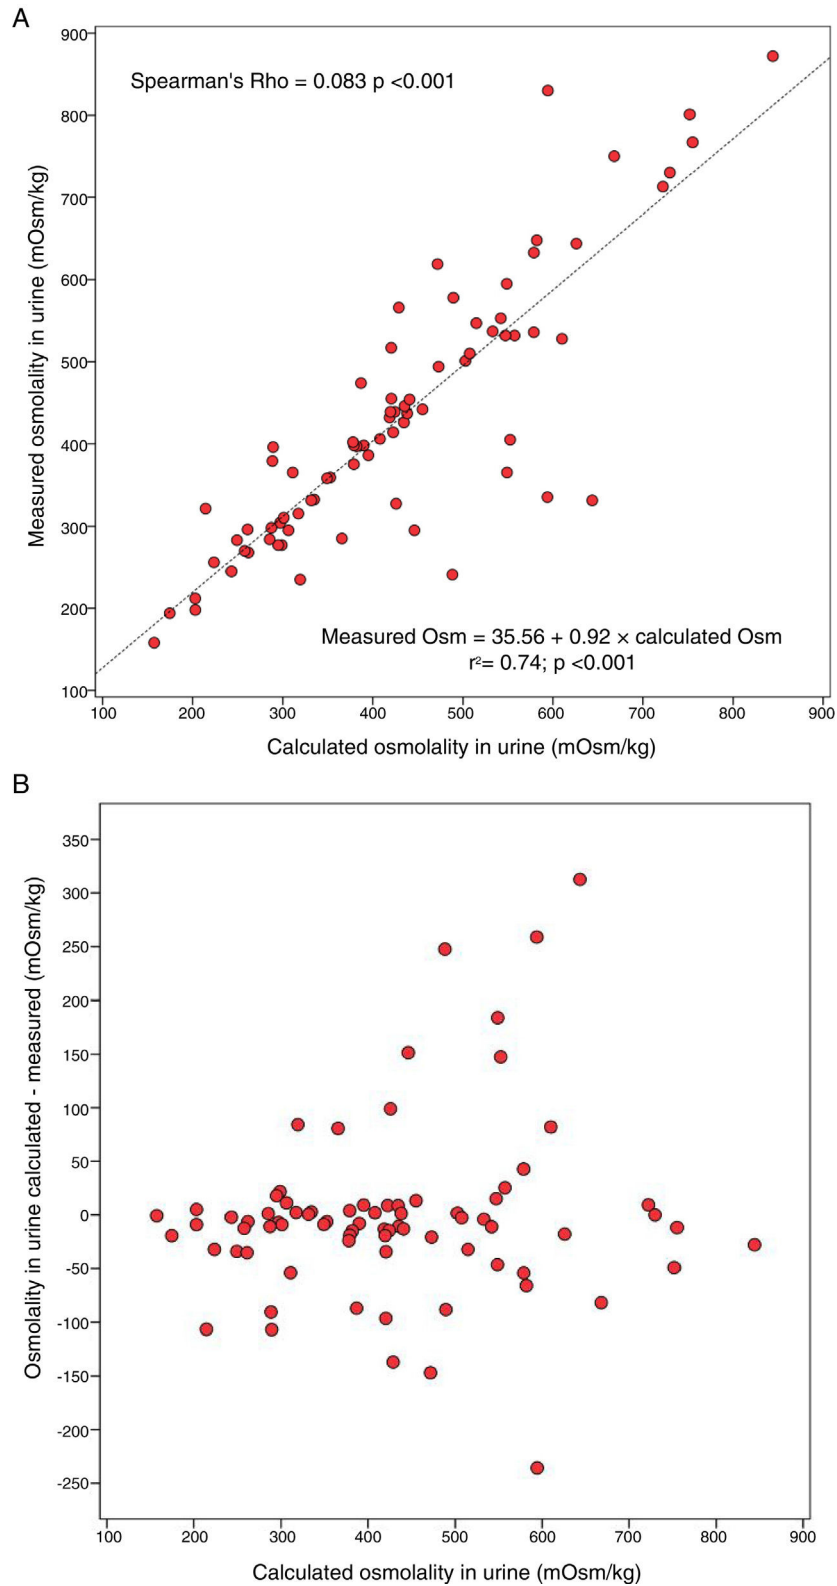 A
Spearman's Rho = 0.083 p <0.001
900
800
700
600
500
400
300
200
100
Measured osmolality in urine (mOsm/kg)
Measured Osm = 35.56 + 0.92 × calculated Osm
r²= 0.74; p <0.001
100 200 300 400 500 600 700 800 900
Calculated osmolality in urine (mOsm/kg)
B
350
300
250
200
150
100
50
0
-50
-100
-150
-200
-250
Osmolality in urine calculated - measured (mOsm/kg)
100 200 300 400 500 600 700 800 900
Calculated osmolality in urine (mOsm/kg)